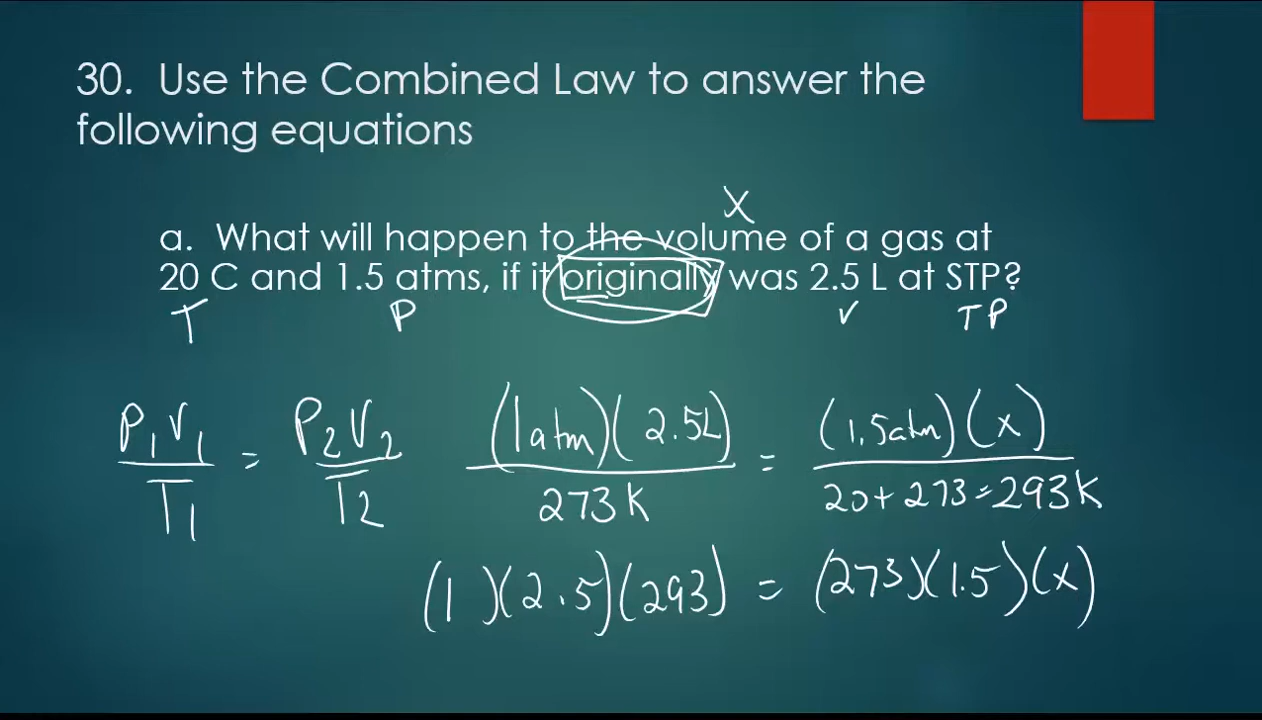 30. Use the Combined Law to answer the
following equations
X
a. What will happen to the volume of a gas at
20 C and 1.5 atms, if it originally was 2.5 L at STP?
T P V T P
P₁V₁/T₁ = P₂V₂/T₂ (1atm)(2.5L)/273K = (1.5atm)(x)/20+273=293K
(1)(2.5)(293) = (273)(1.5)(x)